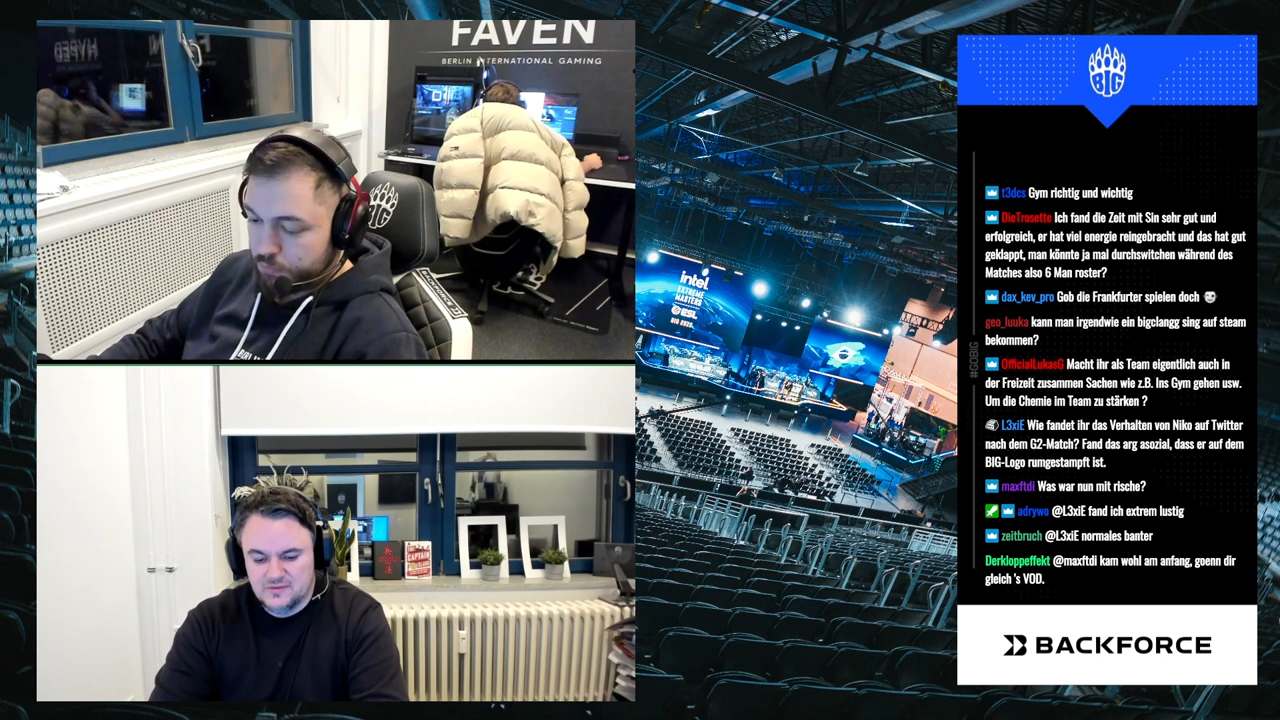 FAVEN
BERLIN INTERNATIONAL GAMING
BIG
intel
EXTREME
MASTERS
ESL
BIG
#GOBIG
t3dcs Gym richtig und wichtig
DieTrosette Ich fand die Zeit mit Sin sehr gut und
erfolgreich, er hat viel energie reingebracht und das hat gut
geklappt, man könnte ja mal durchswitchen während des
Matches also 6 Man roster?
dax_kev_pro Gob die Frankfurter spielen doch
geo_luuka kann man irgendwie ein bigclangg sing auf steam
bekommen?
OfficialLukasG Macht ihr als Team eigentlich auch in
der Freizeit zusammen Sachen wie z.B. Ins Gym gehen usw.
Um die Chemie im Team zu stärken ?
L3xiE Wie fandet ihr das Verhalten von Niko auf Twitter
nach dem G2-Match? Fand das arg asozial, dass er auf dem
BIG-Logo rumgestampft ist.
maxftdi Was war nun mit rische?
adrywo @L3xiE fand ich extrem lustig
zeitbruch @L3xiE normales banter
Derkloppeffekt @maxftdi kam wohl am anfang, goenn dir
gleich 's VOD.
BACKFORCE
CAPTAIN